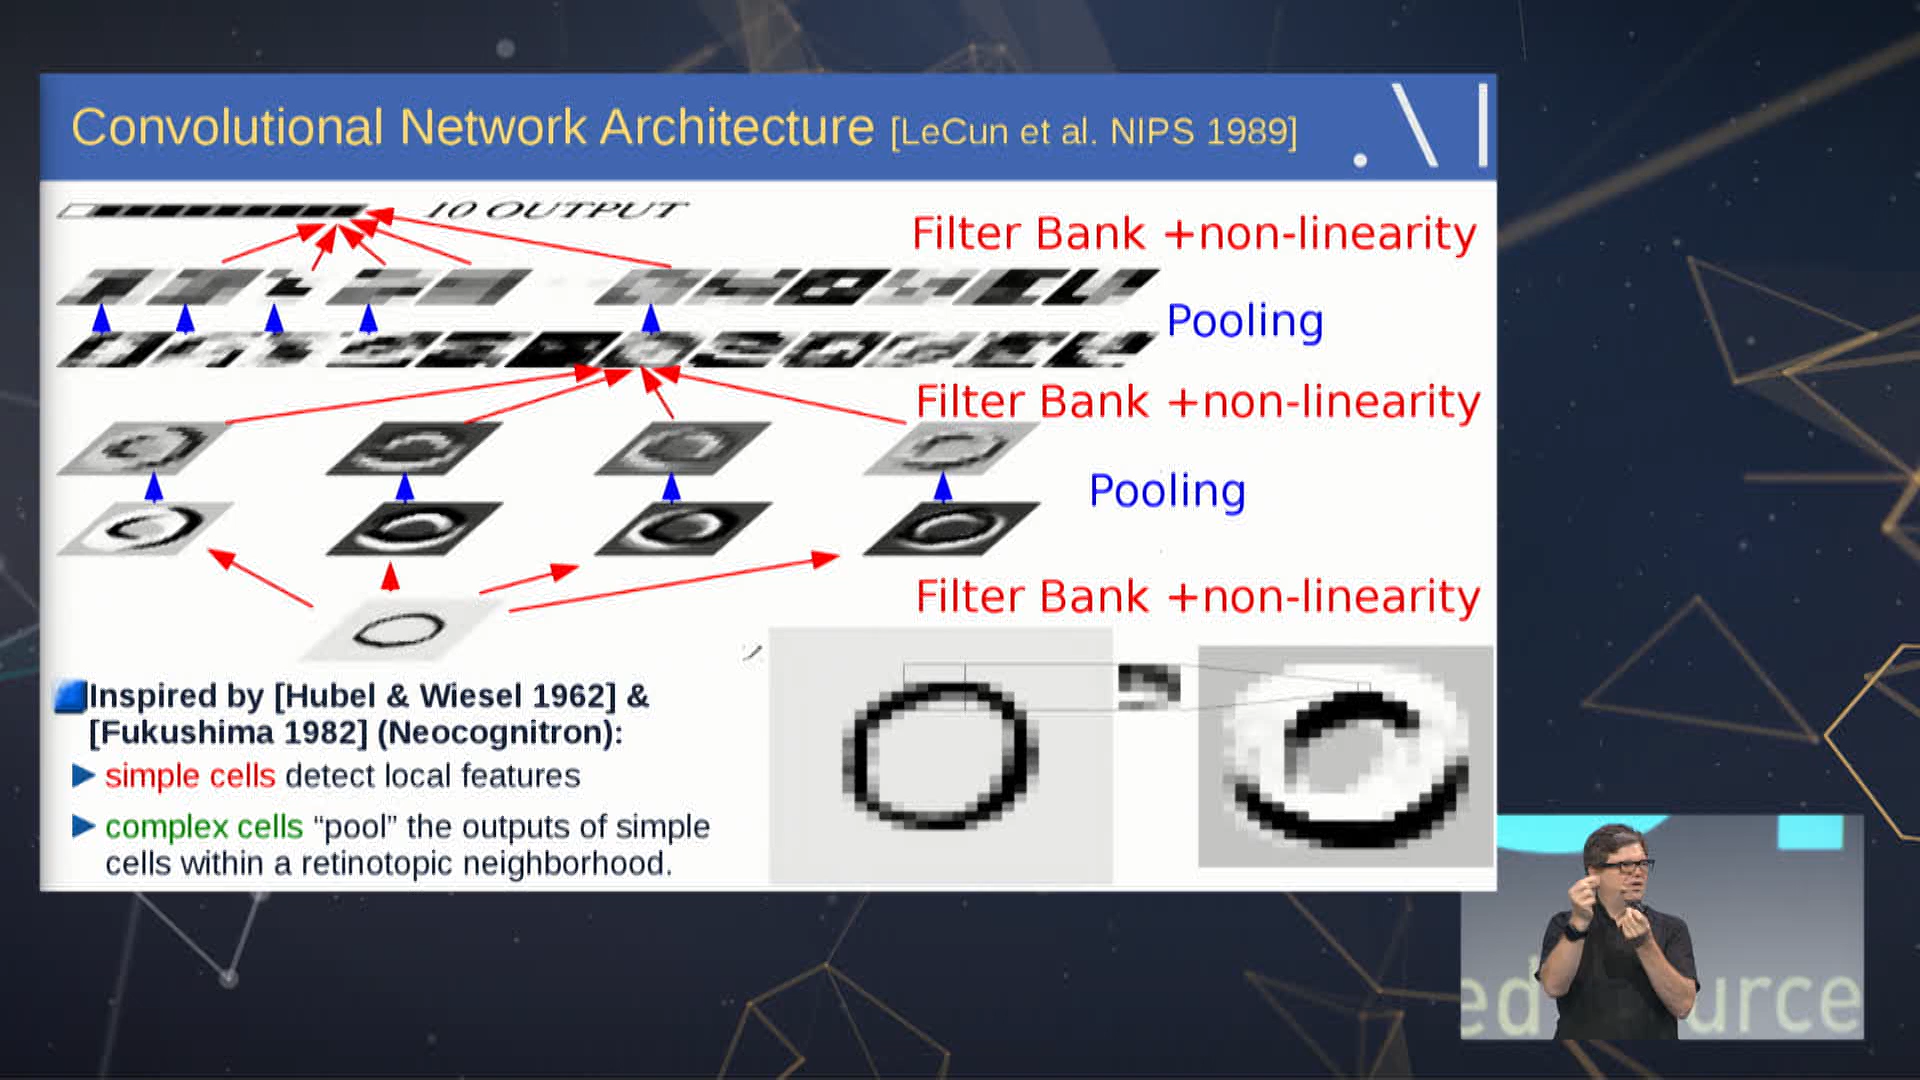 Convolutional Network Architecture [LeCun et al. NIPS 1989]
10 OUTPUT
Filter Bank +non-linearity
Pooling
Filter Bank +non-linearity
Pooling
Filter Bank +non-linearity
Inspired by [Hubel & Wiesel 1962] &
[Fukushima 1982] (Neocognitron):
simple cells detect local features
complex cells “pool” the outputs of simple
cells within a retinotopic neighborhood.
ed urce